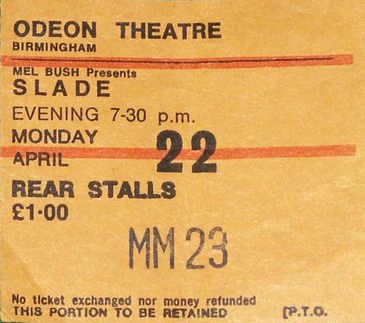 ODEON THEATRE
BIRMINGHAM
MEL BUSH Presents
SLADE
EVENING 7-30 p.m.
MONDAY
APRIL 22
REAR STALLS
£1·00
MM 23
No ticket exchanged nor money refunded
THIS PORTION TO BE RETAINED [P.T.O.